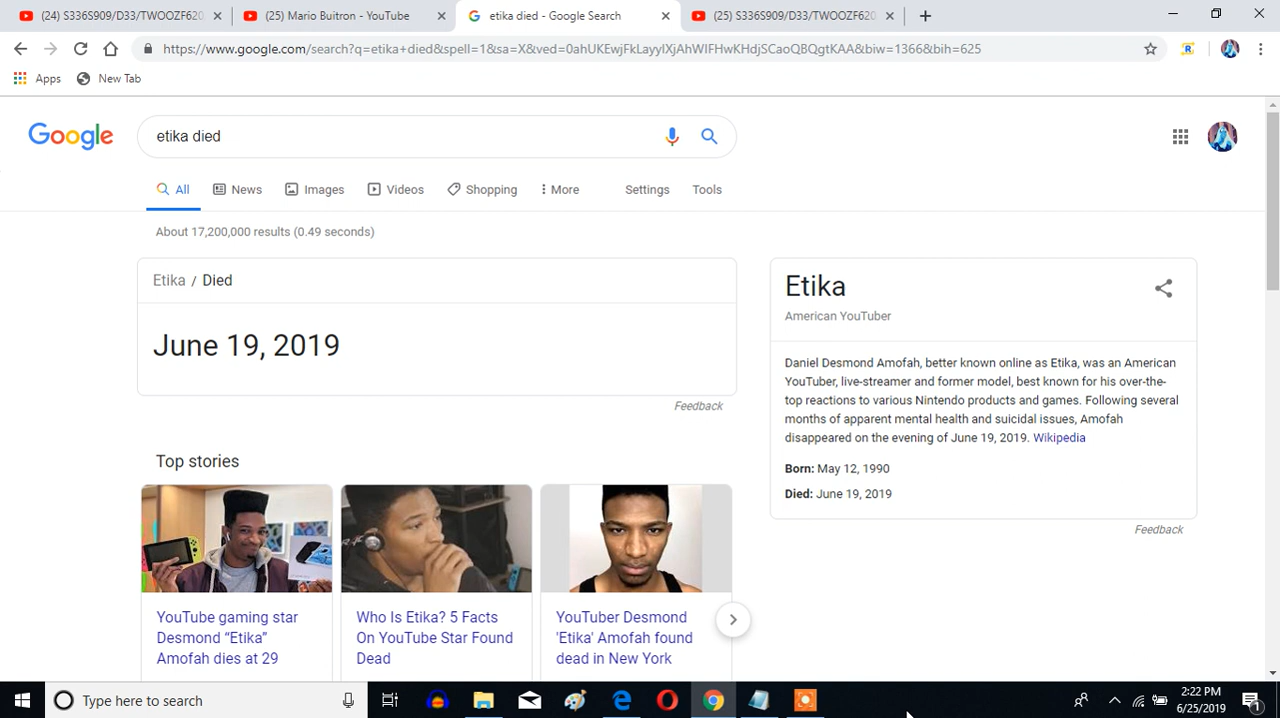 (24) S336S909/D33/TWOOZF620
(25) Mario Buitron - YouTube
etika died - Google Search
(25) S336S909/D33/TWOOZF620
https://www.google.com/search?q=etika+died&spell=1&sa=X&ved=0ahUKEwjFkLayylXjAhWIFHwKHdjSCaoQBQgtKAA&biw=1366&bih=625
Apps
New Tab
Google
etika died
All
News
Images
Videos
Shopping
More
Settings
Tools
About 17,200,000 results (0.49 seconds)
Etika / Died
June 19, 2019
Feedback
Etika
American YouTuber
Daniel Desmond Amofah, better known online as Etika, was an American
YouTuber, live-streamer and former model, best known for his over-the-
top reactions to various Nintendo products and games. Following several
months of apparent mental health and suicidal issues, Amofah
disappeared on the evening of June 19, 2019. Wikipedia
Born: May 12, 1990
Died: June 19, 2019
Feedback
Top stories
YouTube gaming star
Desmond “Etika”
Amofah dies at 29
Who Is Etika? 5 Facts
On YouTube Star Found
Dead
YouTuber Desmond
'Etika' Amofah found
dead in New York
Type here to search
2:22 PM
6/25/2019
1